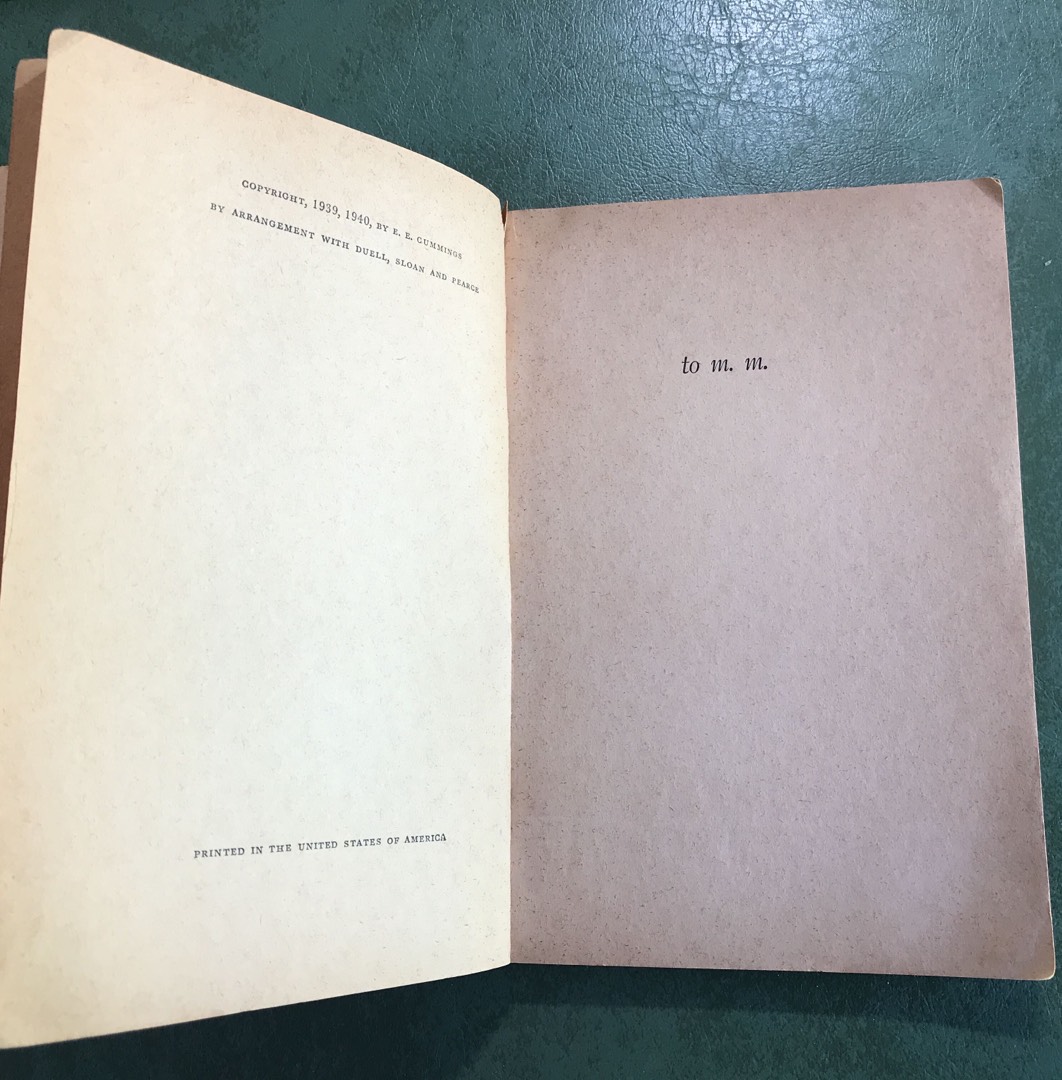 COPYRIGHT, 1939, 1940, BY E. E. CUMMINGS
BY ARRANGEMENT WITH DUELL, SLOAN AND PEARCE
PRINTED IN THE UNITED STATES OF AMERICA
to m. m.